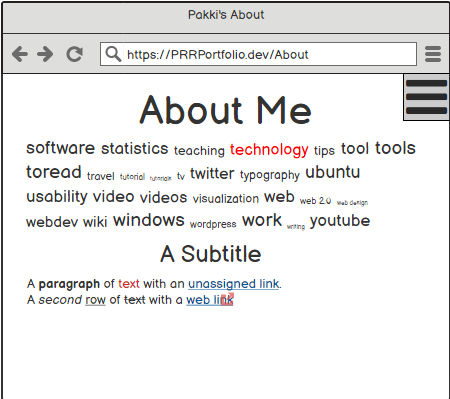 Pakki's About
https://PRRPortfolio.dev/About
About Me
software statistics teaching technology tips tool tools
toread travel tutorial tutorials tv twitter typography ubuntu
usability video videos visualization web web 2.0 web design
webdev wiki windows wordpress work writing youtube
A Subtitle
A paragraph of text with an unassigned link.
A second row of text with a web link